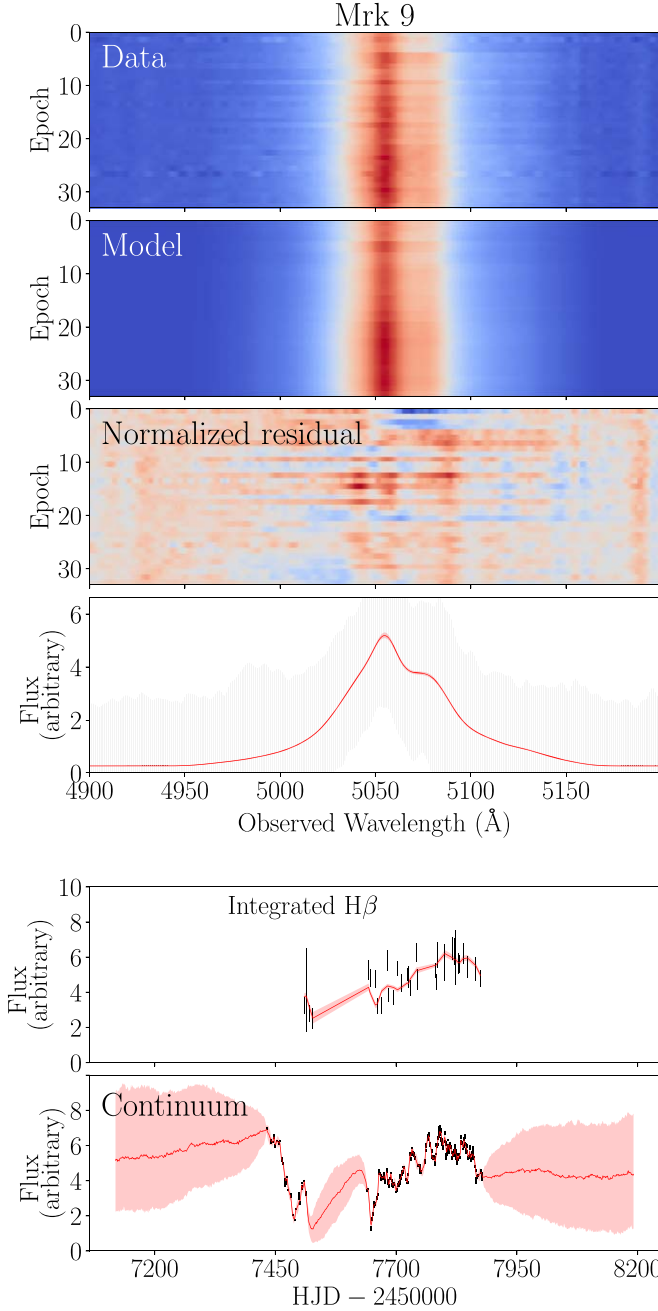 Mrk 9
0
Data
10
Epoch
20
30
0
Model
10
Epoch
20
30
0
Normalized residual
10
Epoch
20
30
6
4
Flux
(arbitrary)
2
0
4900 4950 5000 5050 5100 5150
Observed Wavelength (Å)
10
Integrated Hβ
8
6
Flux
(arbitrary)
4
2
0
Continuum
8
6
Flux
(arbitrary)
4
2
0
7200 7450 7700 7950 8200
HJD − 2450000